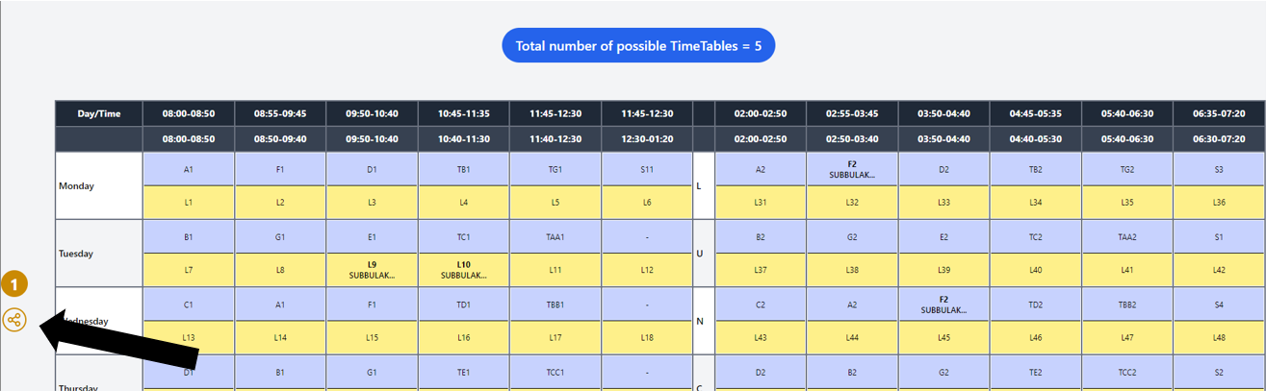 Total number of possible TimeTables = 5
Day/Time 08:00-08:50 08:55-09:45 09:50-10:40 10:45-11:35 11:45-12:30 11:45-12:30 02:00-02:50 02:55-03:45 03:50-04:40 04:45-05:35 05:40-06:30 06:35-07:20
08:00-08:50 08:50-09:40 09:50-10:40 10:40-11:30 11:40-12:30 12:30-01:20 02:00-02:50 02:50-03:40 03:50-04:40 04:40-05:30 05:40-06:30 06:30-07:20
Monday L
A1 F1 D1 TB1 TG1 S11 A2 F2 SUBBULAK... D2 TB2 TG2 S3
L1 L2 L3 L4 L5 L6 L31 L32 L33 L34 L35 L36
Tuesday U
B1 G1 E1 TC1 TAA1 - B2 G2 E2 TC2 TAA2 S1
L7 L8 L9 SUBBULAK... L10 SUBBULAK... L11 L12 L37 L38 L39 L40 L41 L42
1
Wednesday N
C1 A1 F1 TD1 TBB1 - C2 A2 F2 SUBBULAK... TD2 TBB2 S4
L13 L14 L15 L16 L17 L18 L43 L44 L45 L46 L47 L48
Thursday C
D1 B1 G1 TE1 TCC1 - D2 B2 G2 TE2 TCC2 S2